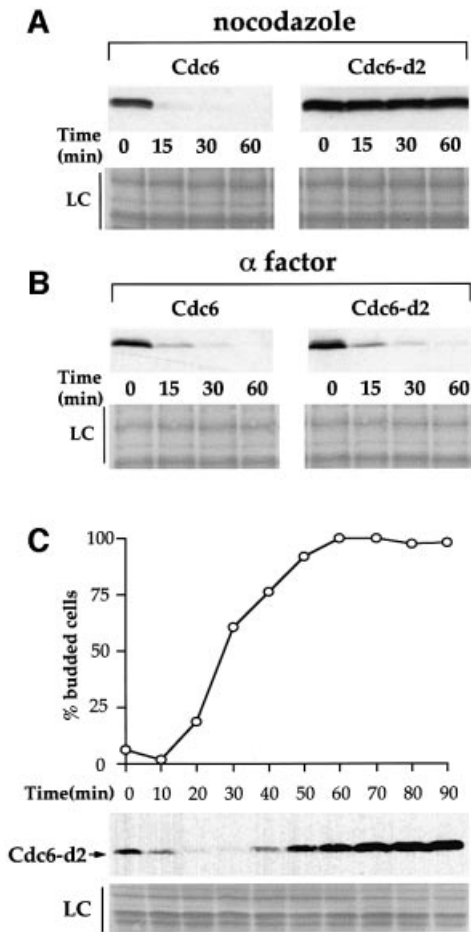 A
nocodazole
Cdc6 Cdc6-d2
Time (min) 0 15 30 60 0 15 30 60
LC
B
α factor
Cdc6 Cdc6-d2
Time (min) 0 15 30 60 0 15 30 60
LC
C
% budded cells
100
75
50
25
0
Time(min) 0 10 20 30 40 50 60 70 80 90
Cdc6-d2
LC